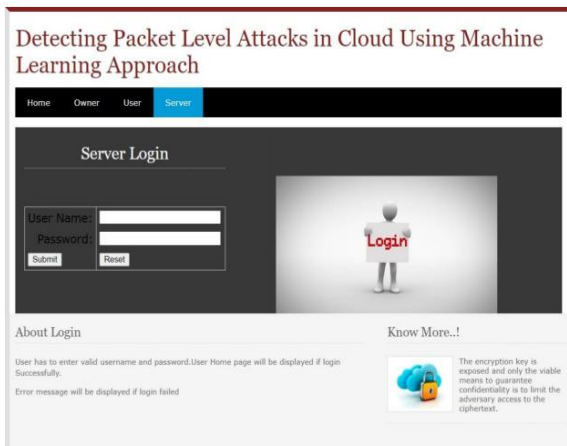 Detecting Packet Level Attacks in Cloud Using Machine
Learning Approach
Home Owner User Server
Server Login
User Name:
Password:
Submit Reset
Login
About Login
User has to enter valid username and password.User Home page will be displayed if login
Successfully.
Error message will be displayed if login failed
Know More..!
The encryption key is
exposed and only the viable
means to guarantee
confidentiality is to limit the
adversary access to the
ciphertext.